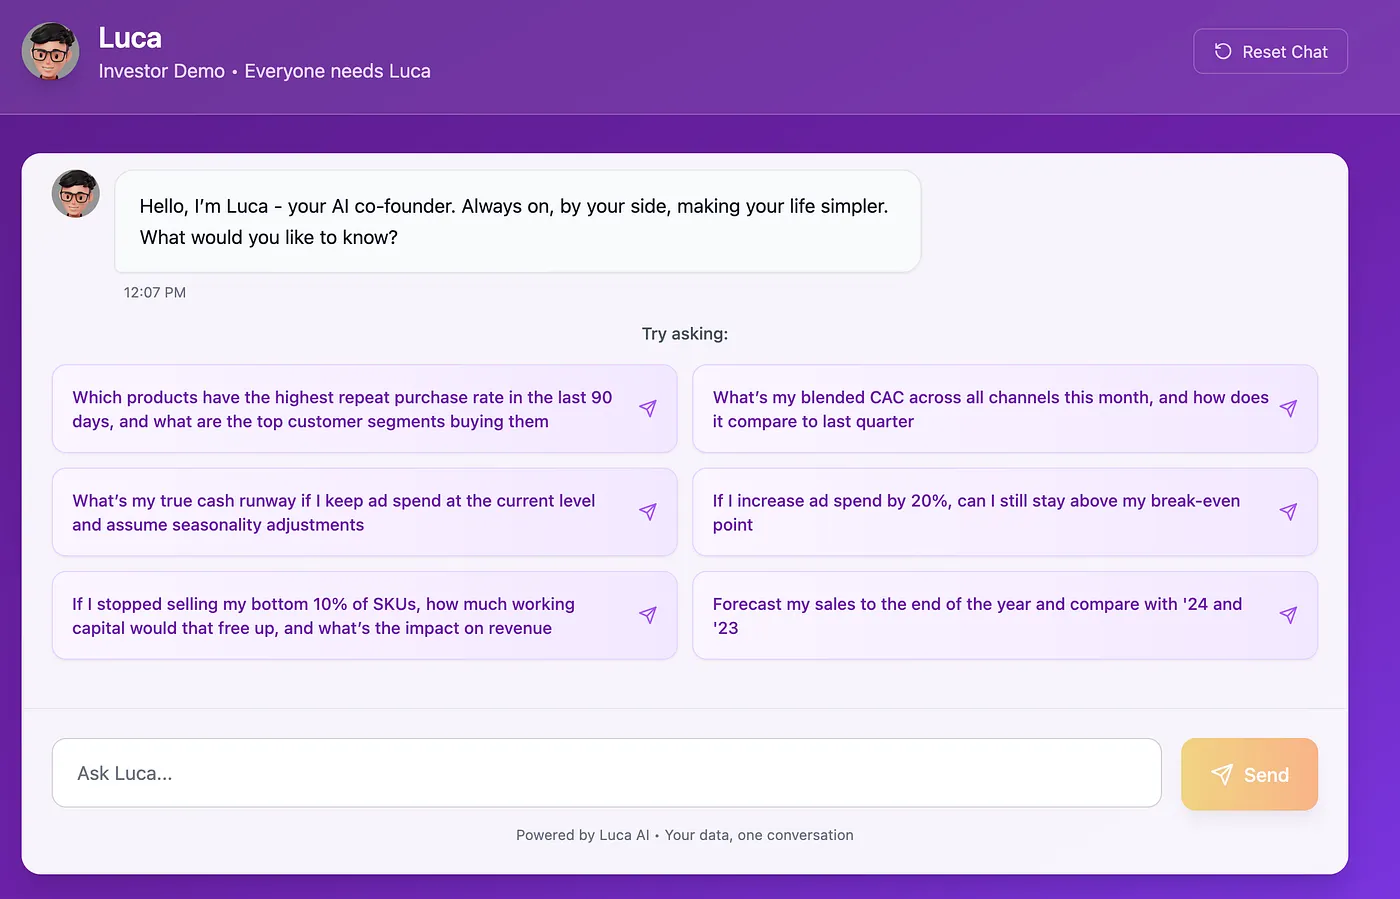 Luca
Investor Demo • Everyone needs Luca
Reset Chat
Hello, I’m Luca - your AI co-founder. Always on, by your side, making your life simpler.
What would you like to know?
12:07 PM
Try asking:
Which products have the highest repeat purchase rate in the last 90
days, and what are the top customer segments buying them
What’s my blended CAC across all channels this month, and how does
it compare to last quarter
What’s my true cash runway if I keep ad spend at the current level
and assume seasonality adjustments
If I increase ad spend by 20%, can I still stay above my break-even
point
If I stopped selling my bottom 10% of SKUs, how much working
capital would that free up, and what’s the impact on revenue
Forecast my sales to the end of the year and compare with '24 and
'23
Ask Luca...
Send
Powered by Luca AI • Your data, one conversation